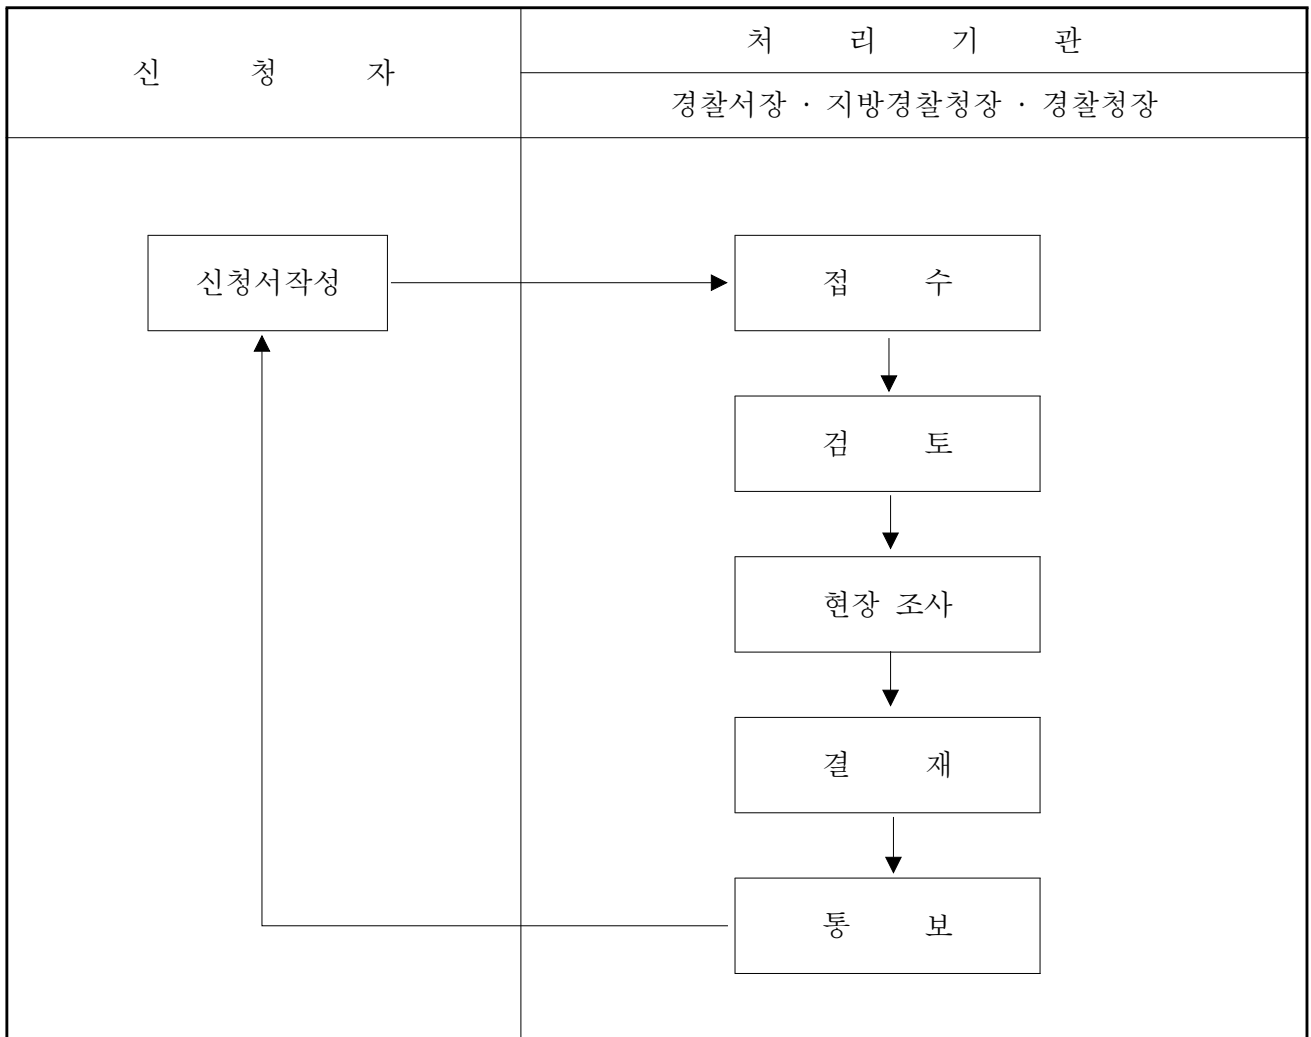 신 청 자
처 리 기 관
경찰서장 · 지방경찰청장 · 경찰청장
신청서작성
접 수
검 토
현장 조사
결 재
통 보